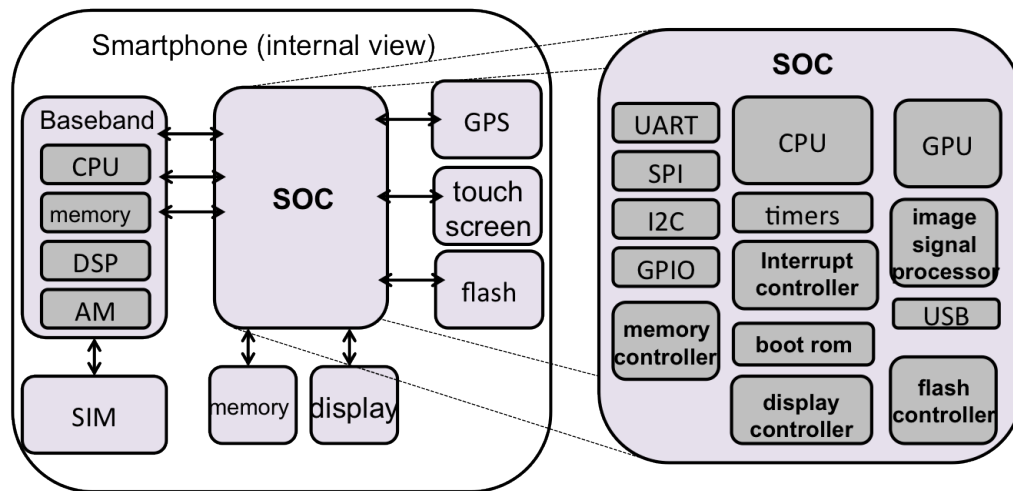 Smartphone (internal view)
Baseband
CPU
memory
DSP
AM
SIM
SOC
memory
display
GPS
touch
screen
flash
SOC
UART
SPI
I2C
GPIO
memory
controller
CPU
timers
Interrupt
controller
boot rom
display
controller
GPU
image
signal
processor
USB
flash
controller